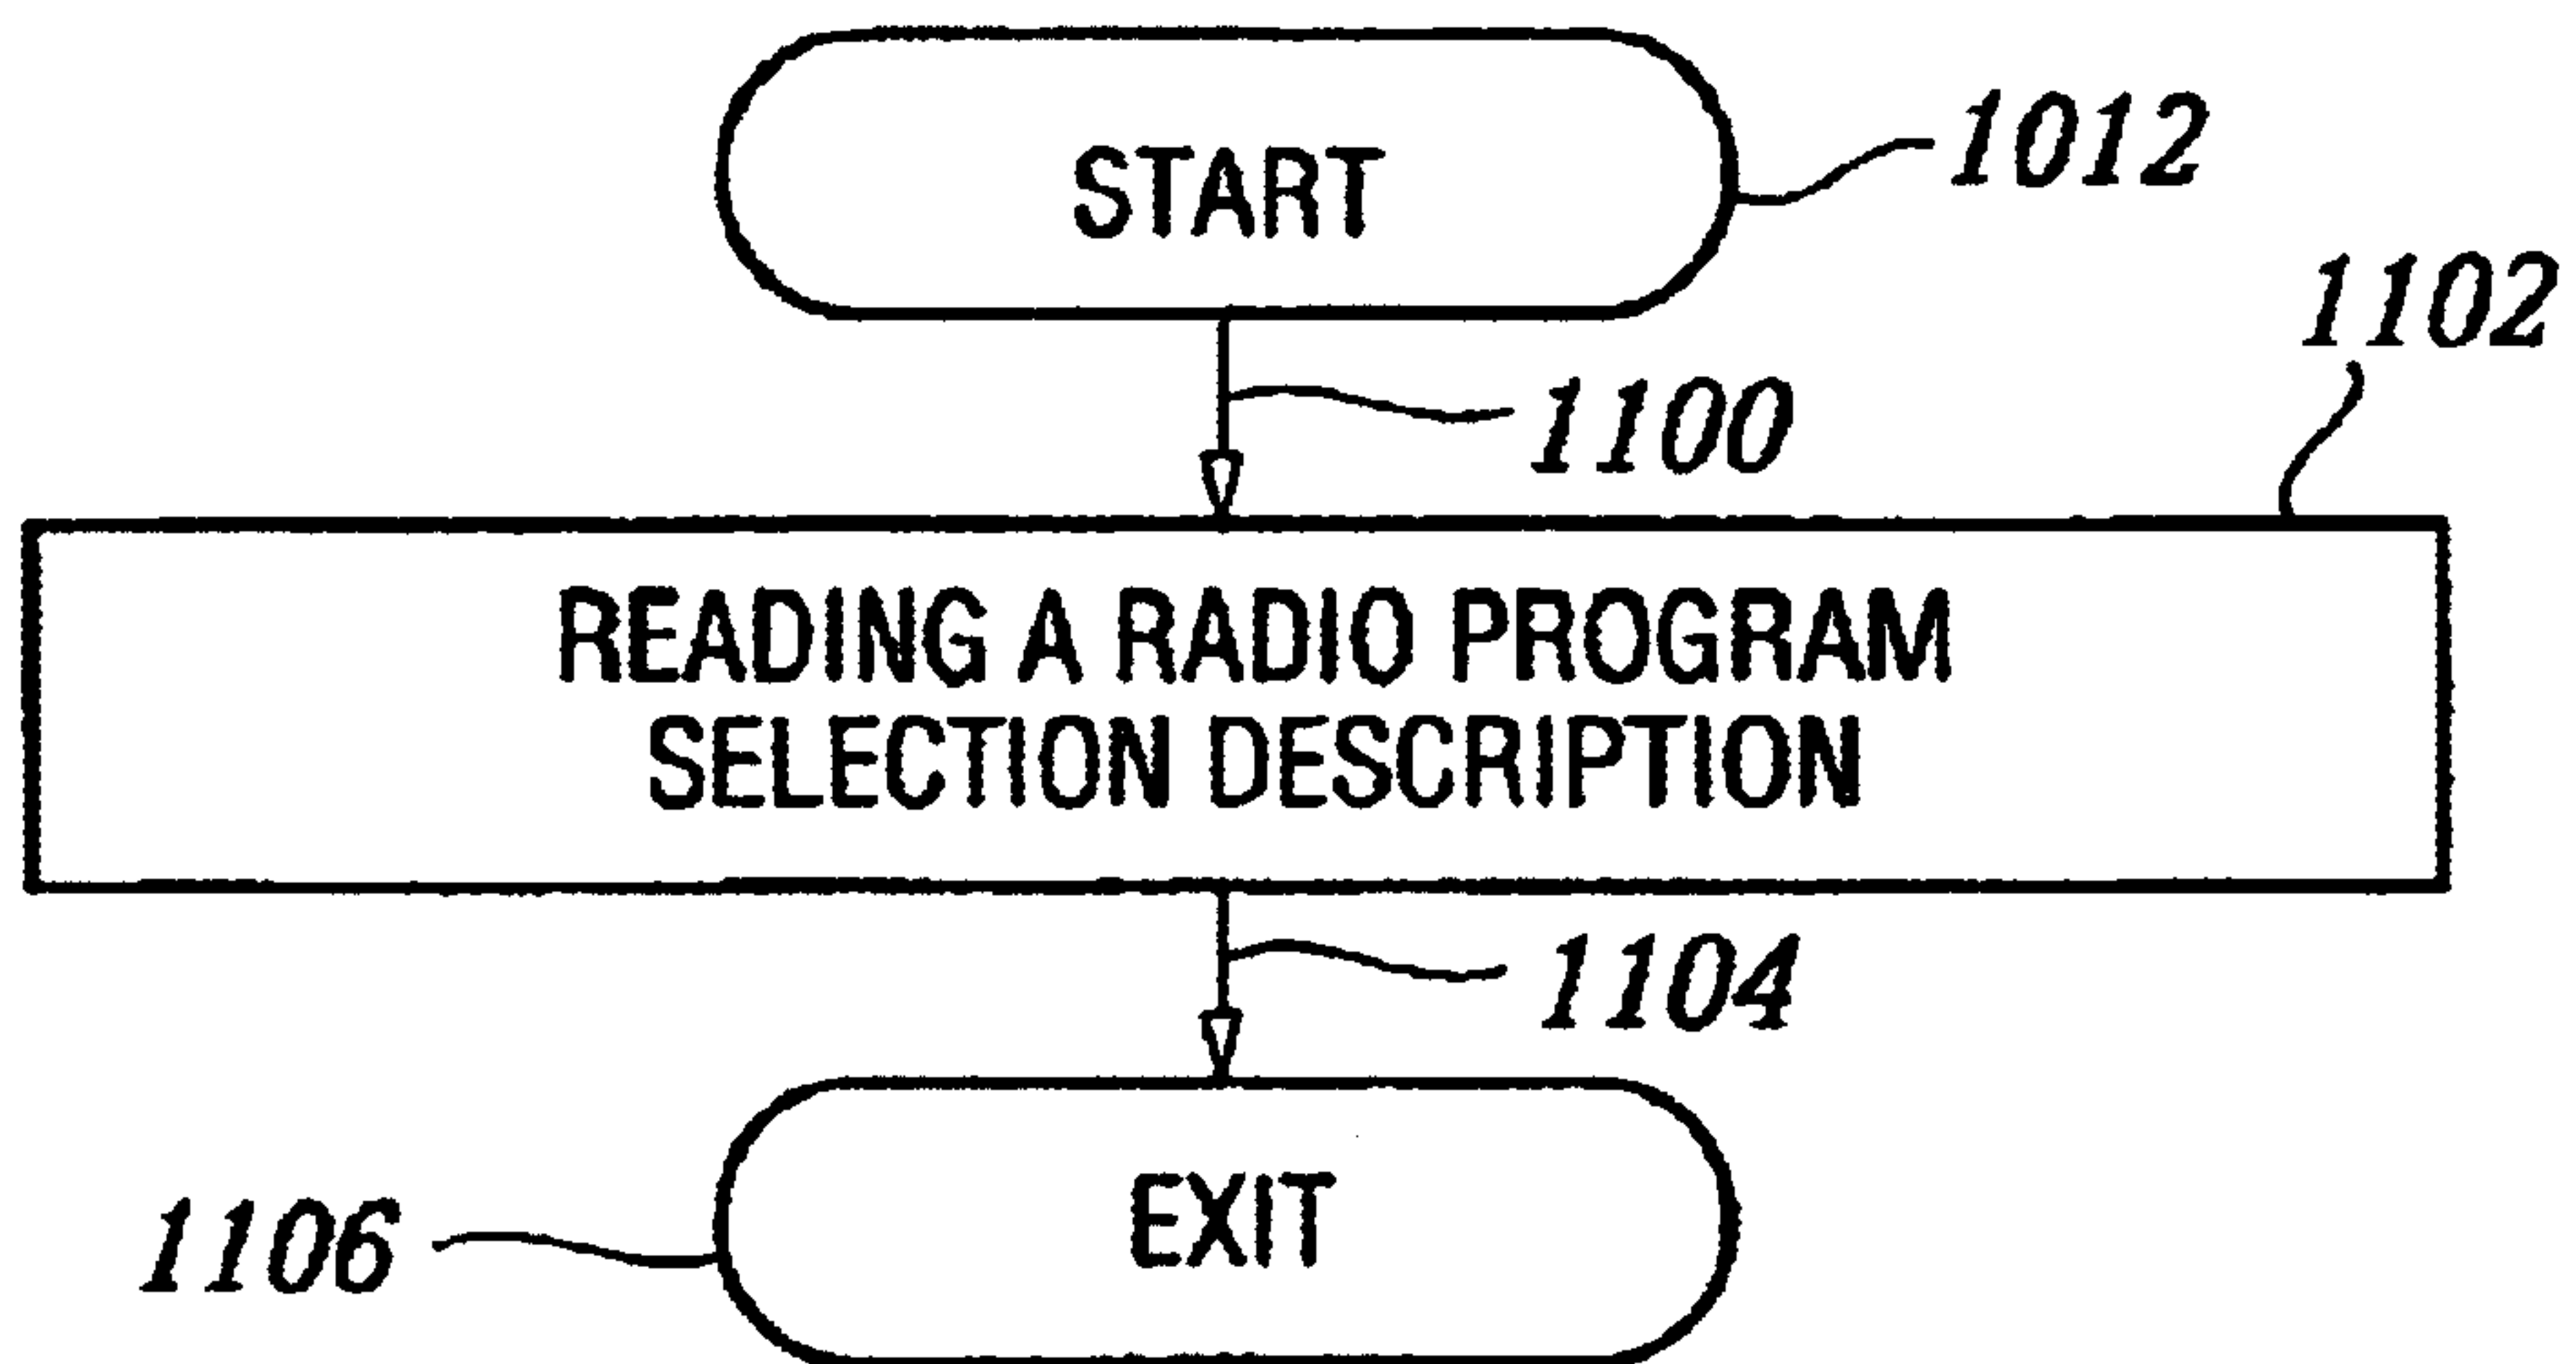 START
1012
1102
1100
READING A RADIO PROGRAM
SELECTION DESCRIPTION
1104
EXIT
1106